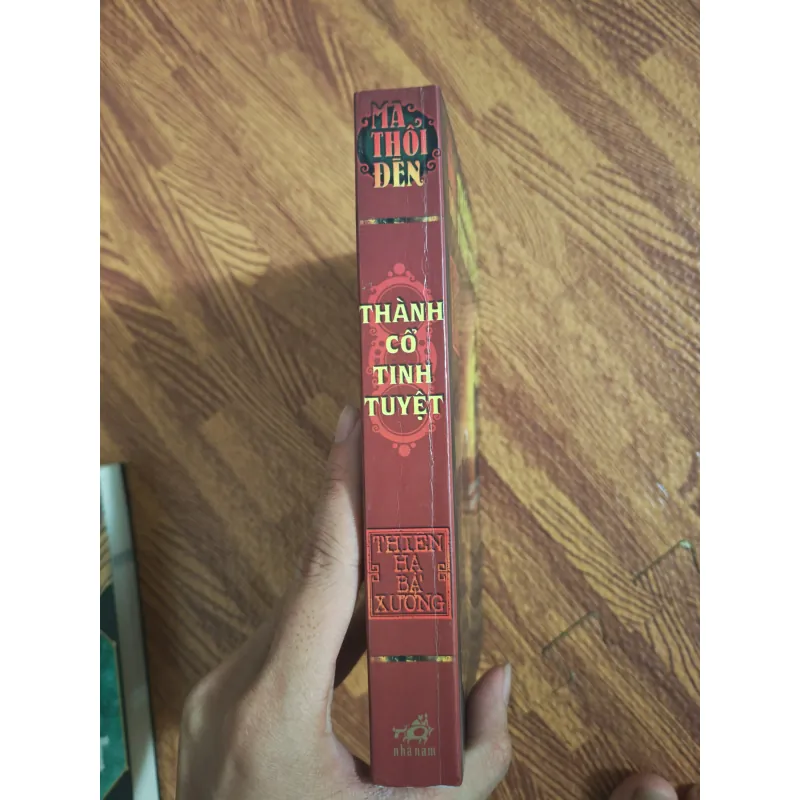 MA
THỔI
ĐÈN
THÀNH
CỔ
TINH
TUYỆT
THIÊN
HẠ
BÁ
XƯỚNG
nhã nam